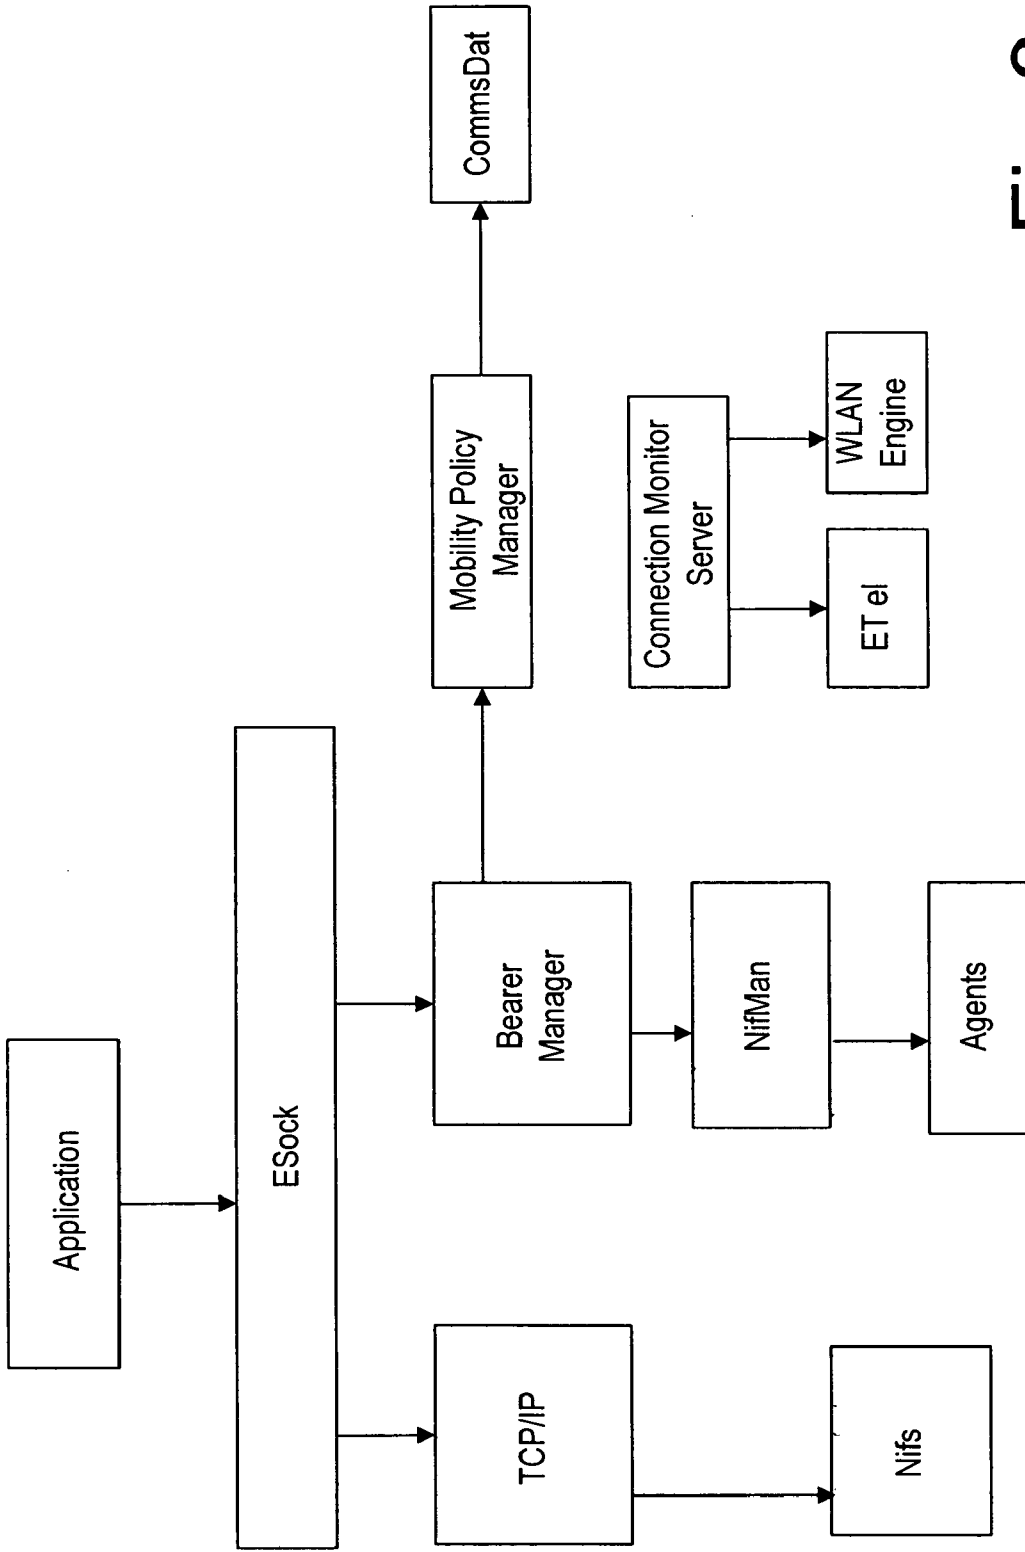 Application
ESock
TCP/IP
Bearer
Manager
Mobility Policy
Manager
CommsDat
Nifs
NifMan
Connection Monitor
Server
Agents
ET el
WLAN
Engine